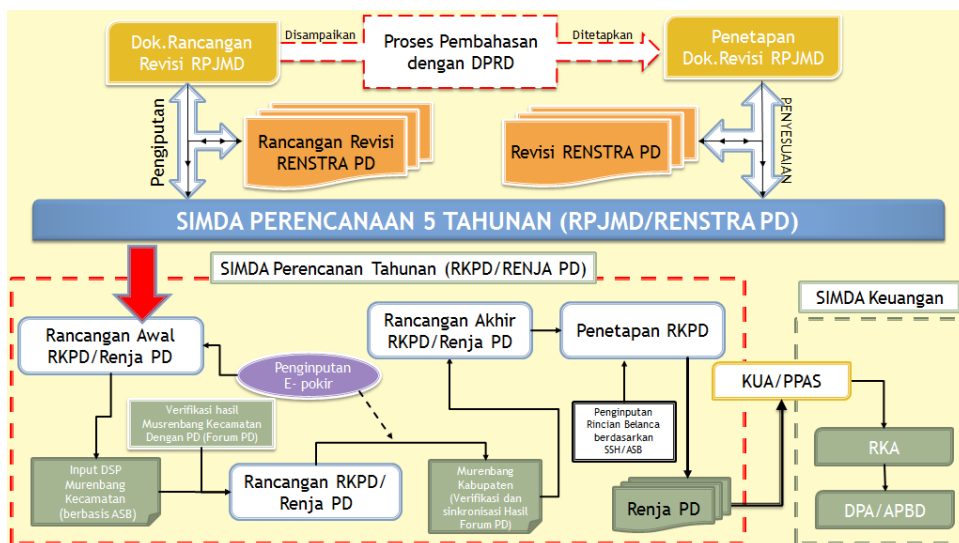 Dok.Rancangan
Revisi RPJMD
Disampaikan
Proses Pembahasan
dengan DPRD
Ditetapkan
Penetapan
Dok.Revisi RPJMD
Pengiputan
Rancangan Revisi
RENSTRA PD
Revisi RENSTRA PD
PENYESUAIAN
SIMDA PERENCANAAN 5 TAHUNAN (RPJMD/RENSTRA PD)
SIMDA Perencanan Tahunan (RKPD/RENJA PD)
SIMDA Keuangan
Rancangan Awal
RKPD/Renja PD
Rancangan Akhir
RKPD/Renja PD
Penetapan RKPD
Penginputan
E- pokir
KUA/PPAS
Verifikasi hasil
Musrenbang Kecamatan
Dengan PD (Forum PD)
Penginputan
Rincian Belanca
berdasarkan
SSH/ASB
Input DSP
Murenbang
Kecamatan
(berbasis ASB)
Rancangan RKPD/
Renja PD
Murenbang
Kabupaten
(Verifikasi dan
sinkronisasi Hasil
Forum PD)
Renja PD
RKA
DPA/APBD